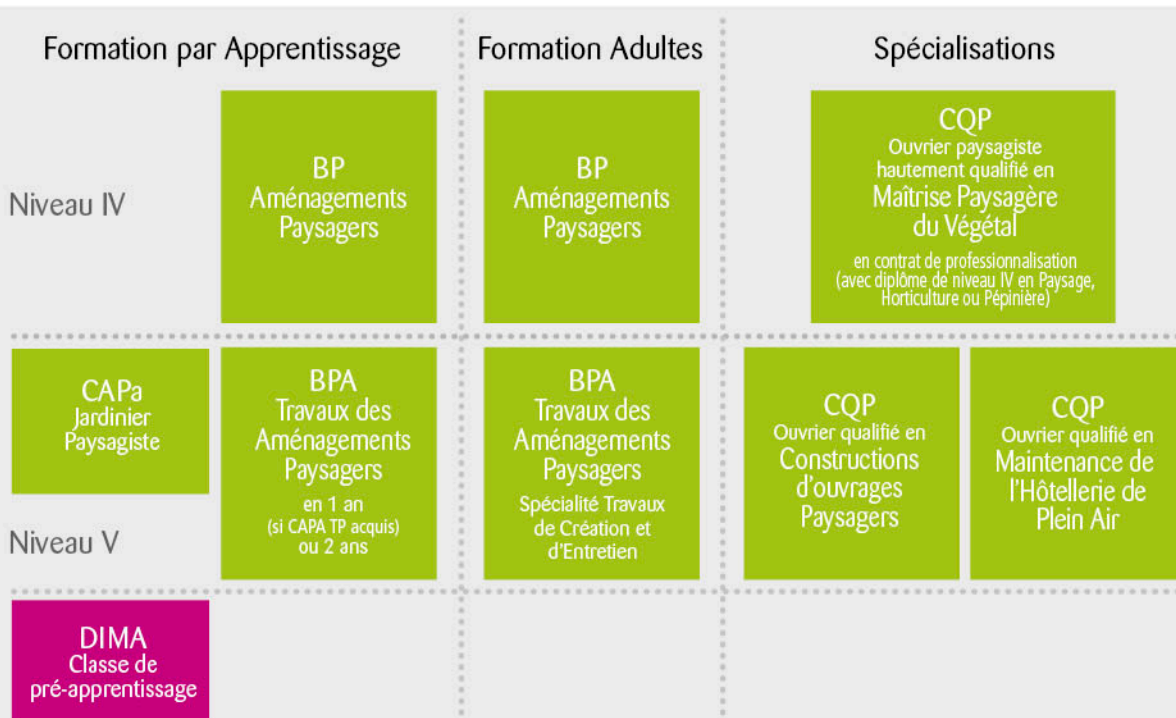 Formation par Apprentissage
Formation Adultes
Spécialisations
Niveau IV
BP
Aménagements
Paysagers
BP
Aménagements
Paysagers
CQP
Ouvrier paysagiste
hautement qualifié en
Maîtrise Paysagère
du Végétal
en contrat de professionnalisation
(avec diplôme de niveau IV en Paysage,
Horticulture ou Pépinière)
CAPa
Jardinier
Paysagiste
Niveau V
BPA
Travaux des
Aménagements
Paysagers
en 1 an
(si CAPA TP acquis)
ou 2 ans
BPA
Travaux des
Aménagements
Paysagers
Spécialité Travaux
de Création et
d'Entretien
CQP
Ouvrier qualifié en
Constructions
d'ouvrages
Paysagers
CQP
Ouvrier qualifié en
Maintenance de
l'Hôtellerie de
Plein Air
DIMA
Classe de
pré-apprentissage